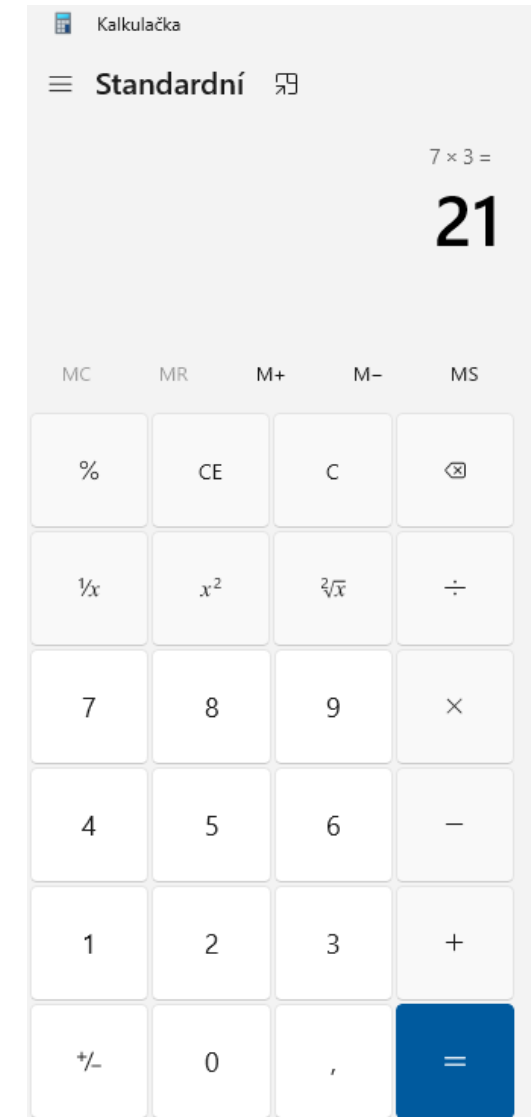 Kalkulačka
Standardní
7 × 3 =
21
MC MR M+ M− MS
% CE C
¹/x x² ²√x ÷
7 8 9 ×
4 5 6 −
1 2 3 +
+/− 0 , =